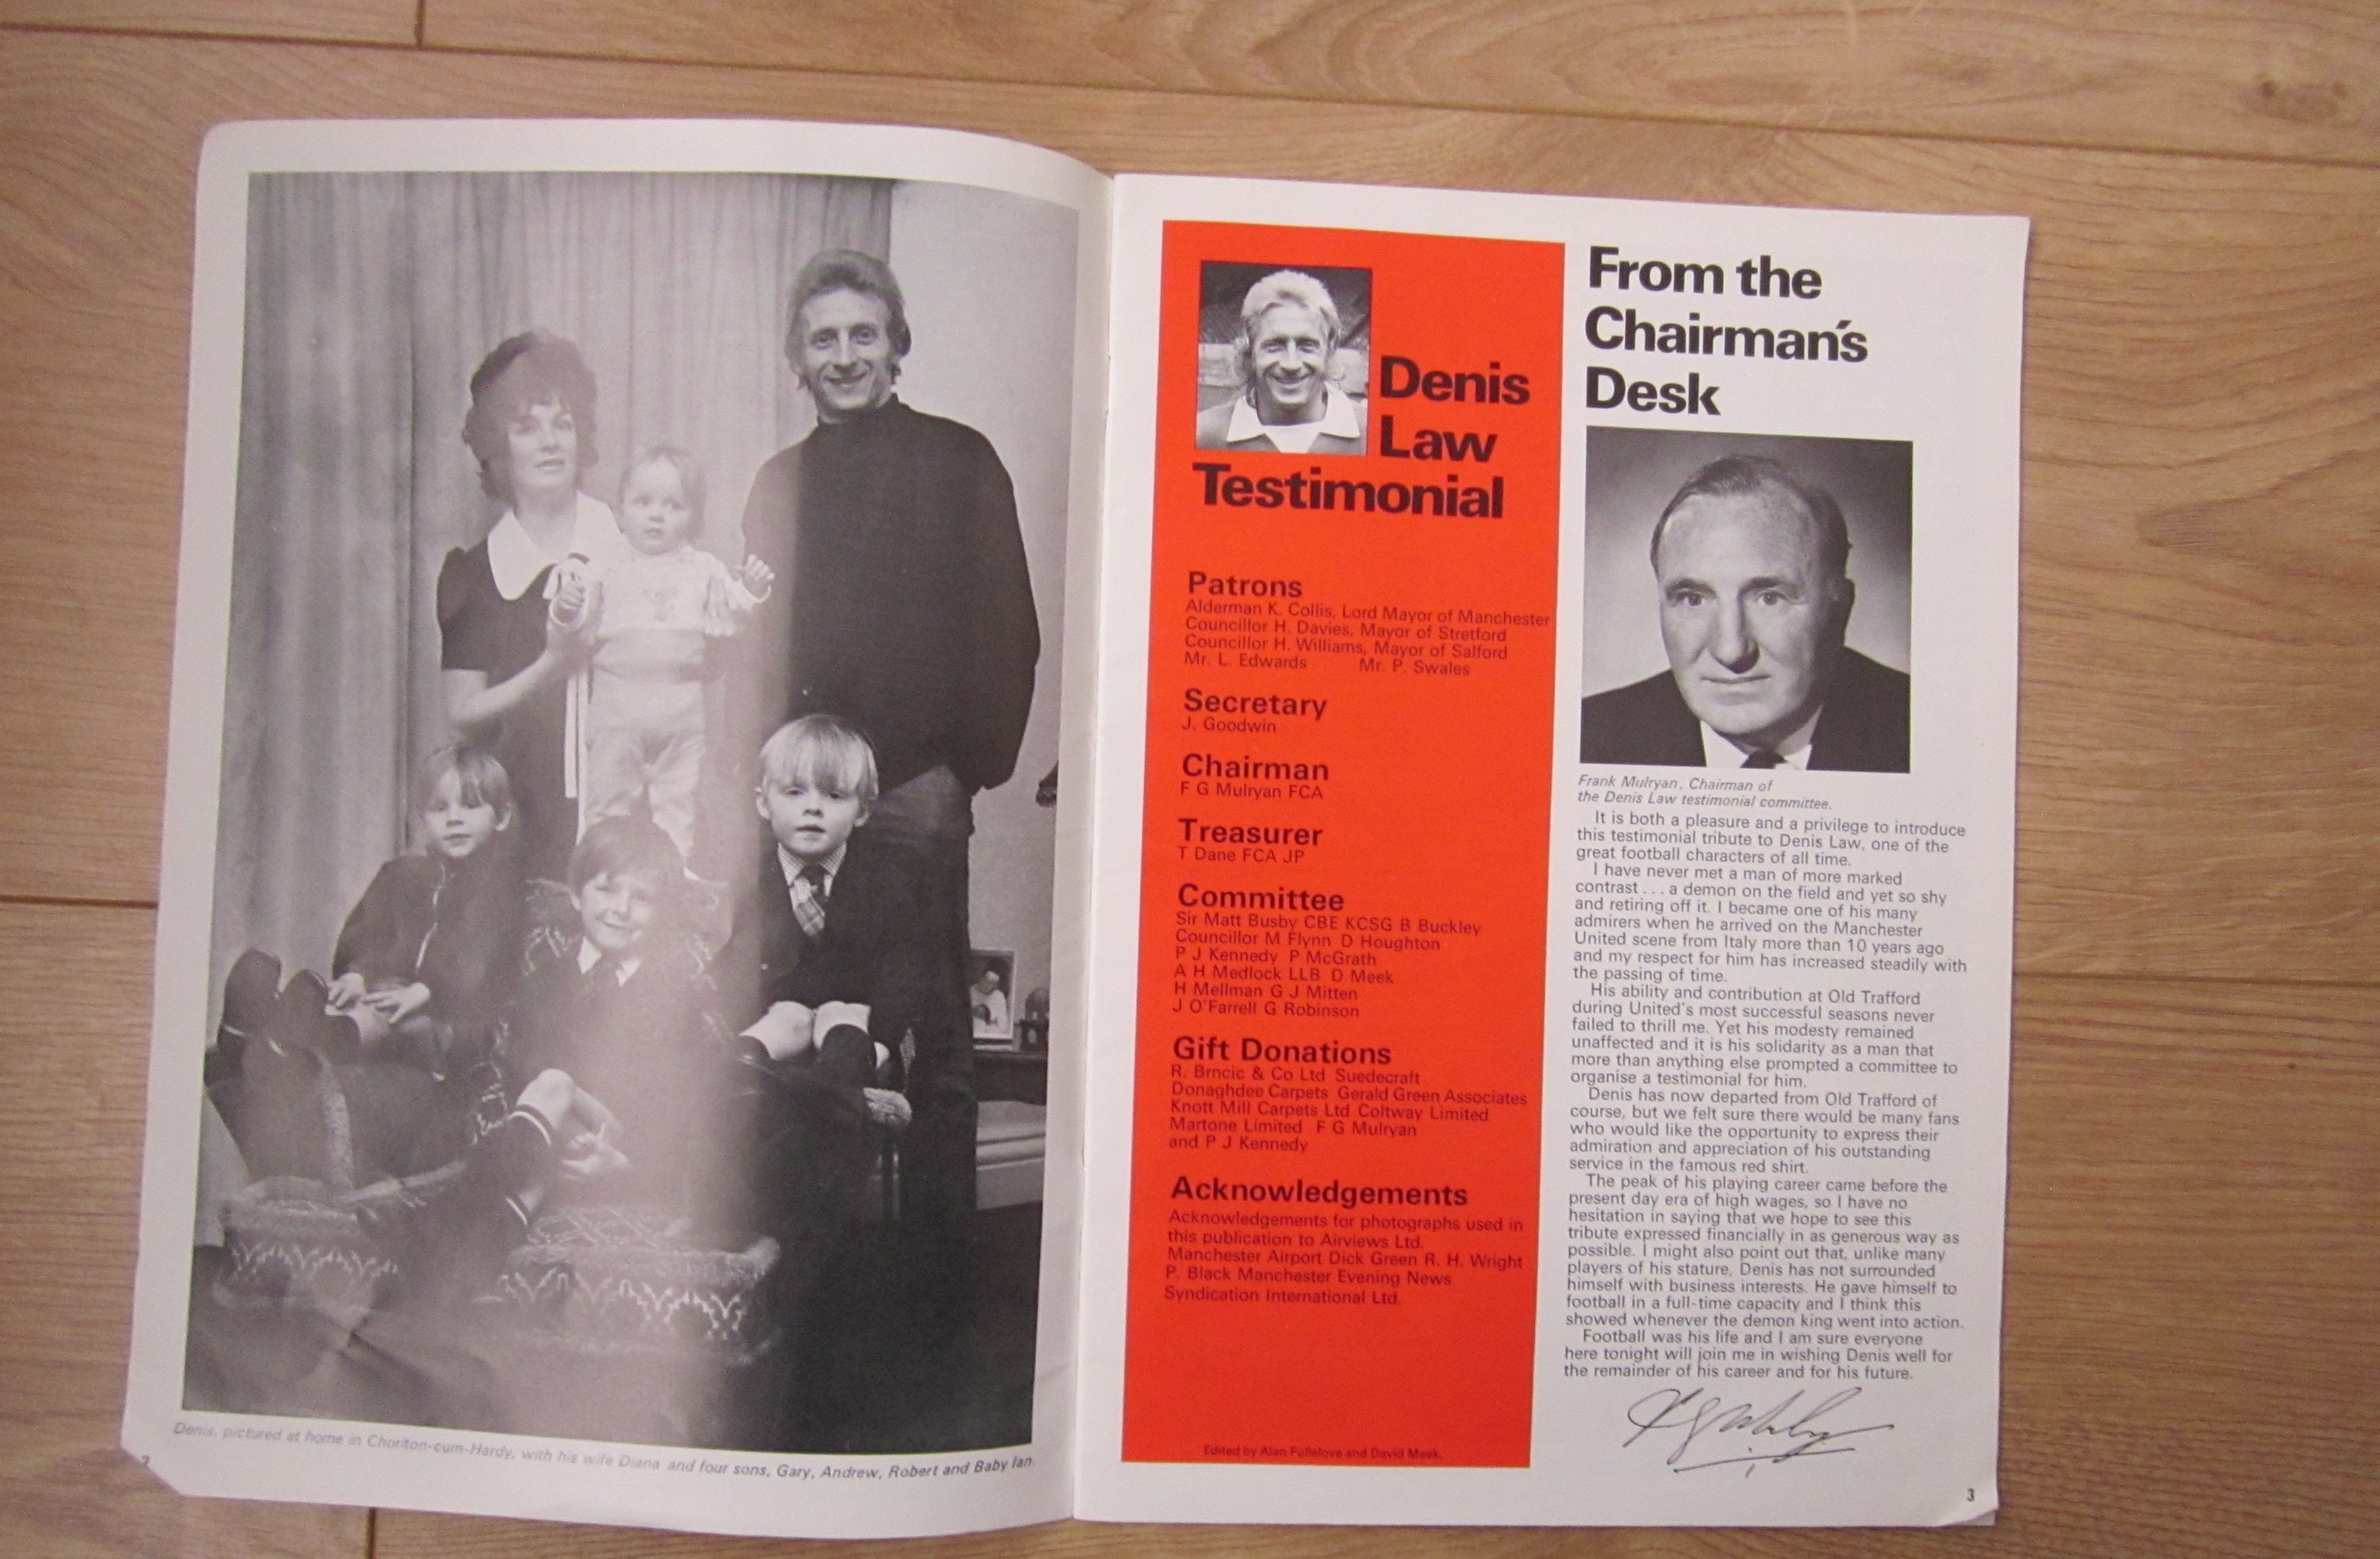 Denis, pictured at home in Chorlton-cum-Hardy, with his wife Diana and four sons, Gary, Andrew, Robert and Baby Ian.
2
Denis
Law
Testimonial
Patrons
Alderman K. Collis, Lord Mayor of Manchester
Councillor H. Davies, Mayor of Stretford
Councillor H. Williams, Mayor of Salford
Mr. L. Edwards Mr. P. Swales
Secretary
J. Goodwin
Chairman
F G Mulryan FCA
Treasurer
T Dane FCA JP
Committee
Sir Matt Busby CBE KCSG B Buckley
Councillor M Flynn D Houghton
P J Kennedy P McGrath
A H Medlock LLB D Meek
H Mellman G J Mitten
J O'Farrell G Robinson
Gift Donations
R. Brncic & Co Ltd Suedecraft
Donaghdee Carpets Gerald Green Associates
Knott Mill Carpets Ltd Coltway Limited
Martone Limited F G Mulryan
and P J Kennedy
Acknowledgements
Acknowledgements for photographs used in
this publication to Airviews Ltd.
Manchester Airport Dick Green R. H. Wright
P. Black Manchester Evening News
Syndication International Ltd.
Edited by Alan Fullelove and David Meek.
From the
Chairman's
Desk
Frank Mulryan, Chairman of
the Denis Law testimonial committee.
It is both a pleasure and a privilege to introduce
this testimonial tribute to Denis Law, one of the
great football characters of all time.
I have never met a man of more marked
contrast . . . a demon on the field and yet so shy
and retiring off it. I became one of his many
admirers when he arrived on the Manchester
United scene from Italy more than 10 years ago
and my respect for him has increased steadily with
the passing of time.
His ability and contribution at Old Trafford
during United's most successful seasons never
failed to thrill me. Yet his modesty remained
unaffected and it is his solidarity as a man that
more than anything else prompted a committee to
organise a testimonial for him.
Denis has now departed from Old Trafford of
course, but we felt sure there would be many fans
who would like the opportunity to express their
admiration and appreciation of his outstanding
service in the famous red shirt.
The peak of his playing career came before the
present day era of high wages, so I have no
hesitation in saying that we hope to see this
tribute expressed financially in as generous way as
possible. I might also point out that, unlike many
players of his stature, Denis has not surrounded
himself with business interests. He gave himself to
football in a full-time capacity and I think this
showed whenever the demon king went into action.
Football was his life and I am sure everyone
here tonight will join me in wishing Denis well for
the remainder of his career and for his future.
3